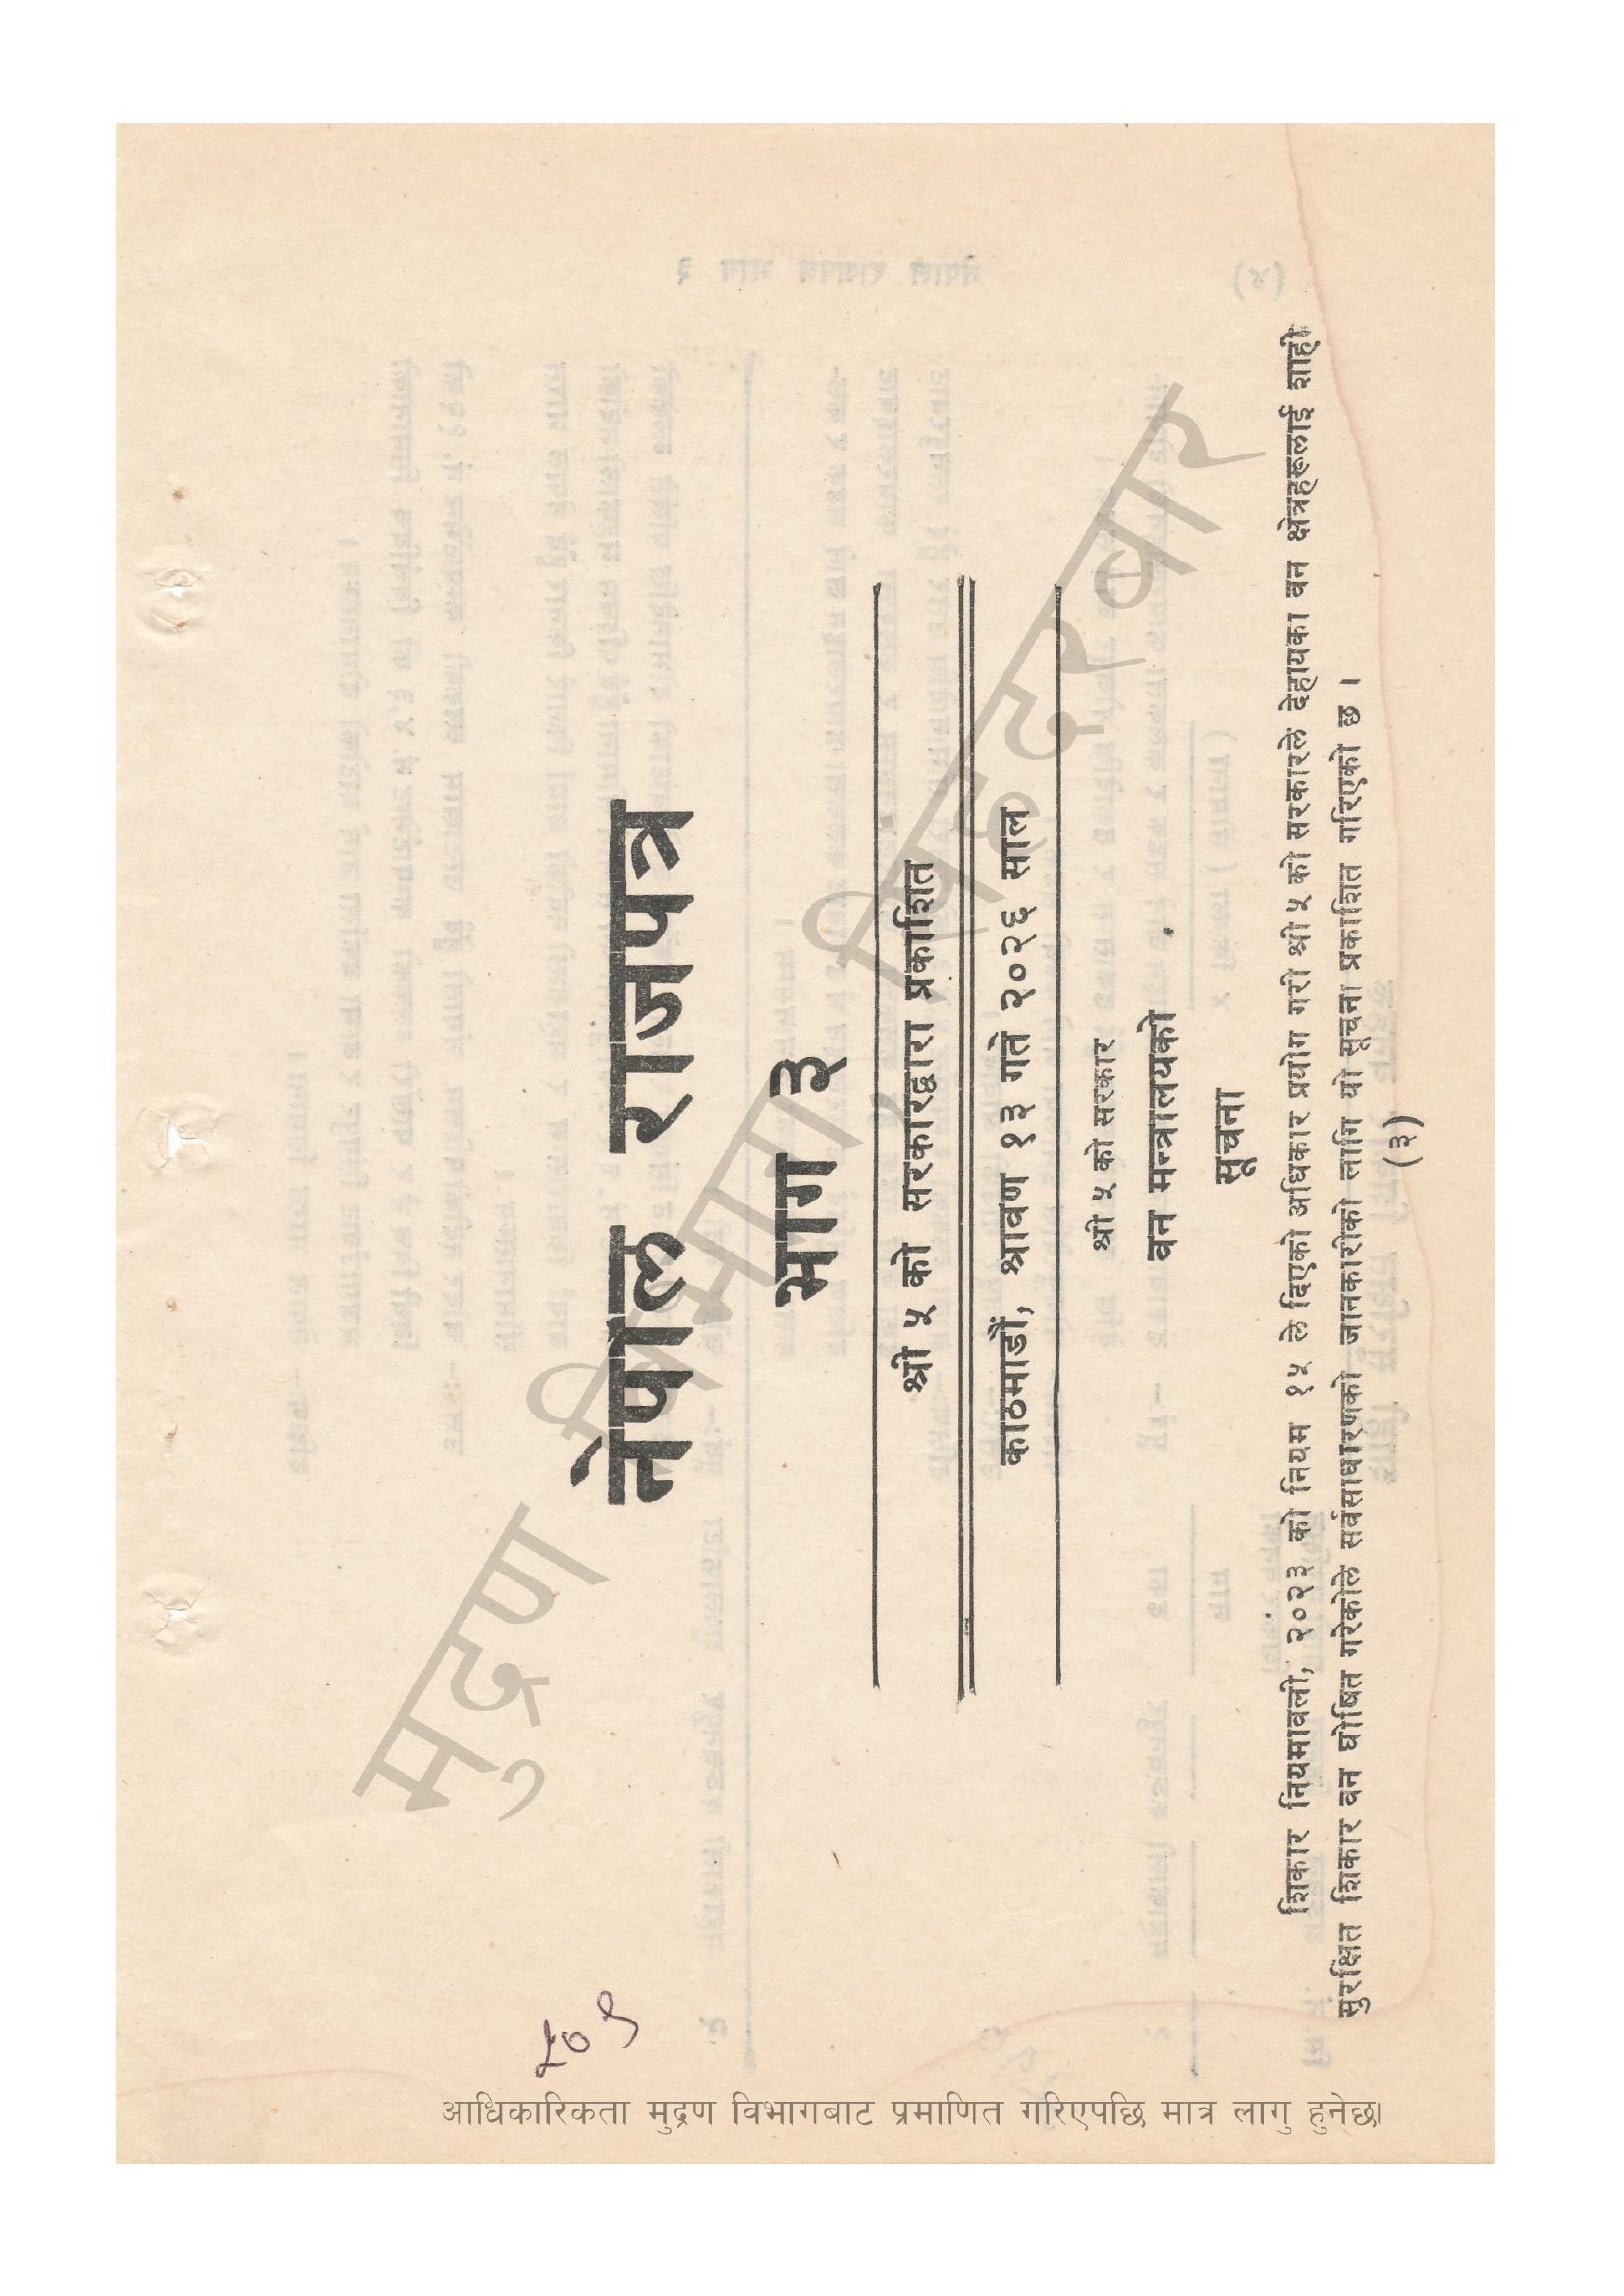 नेपाल राजपत्र
भाग ३
श्री ५ को सरकारद्वारा प्रकाशित
काठमाडौं, श्रावण १३ गते २०२६ साल
श्री ५ को सरकार
वन मन्त्रालयको
सूचना
शिकार नियमावली, २०२३ को नियम १५ ले दिएको अधिकार प्रयोग गरी श्री ५ को सरकारले देहायका वन क्षेत्रहरूलाई शाही
सुरक्षित शिकार वन घोषित गरेकोले सर्वसाधारणको जानकारीको लागि यो सूचना प्रकाशित गरिएको छ ।
(३)
मुद्रण विभाग, सिंहदरवार
आधिकारिकता मुद्रण विभागबाट प्रमाणित गरिएपछि मात्र लागु हुनेछ।